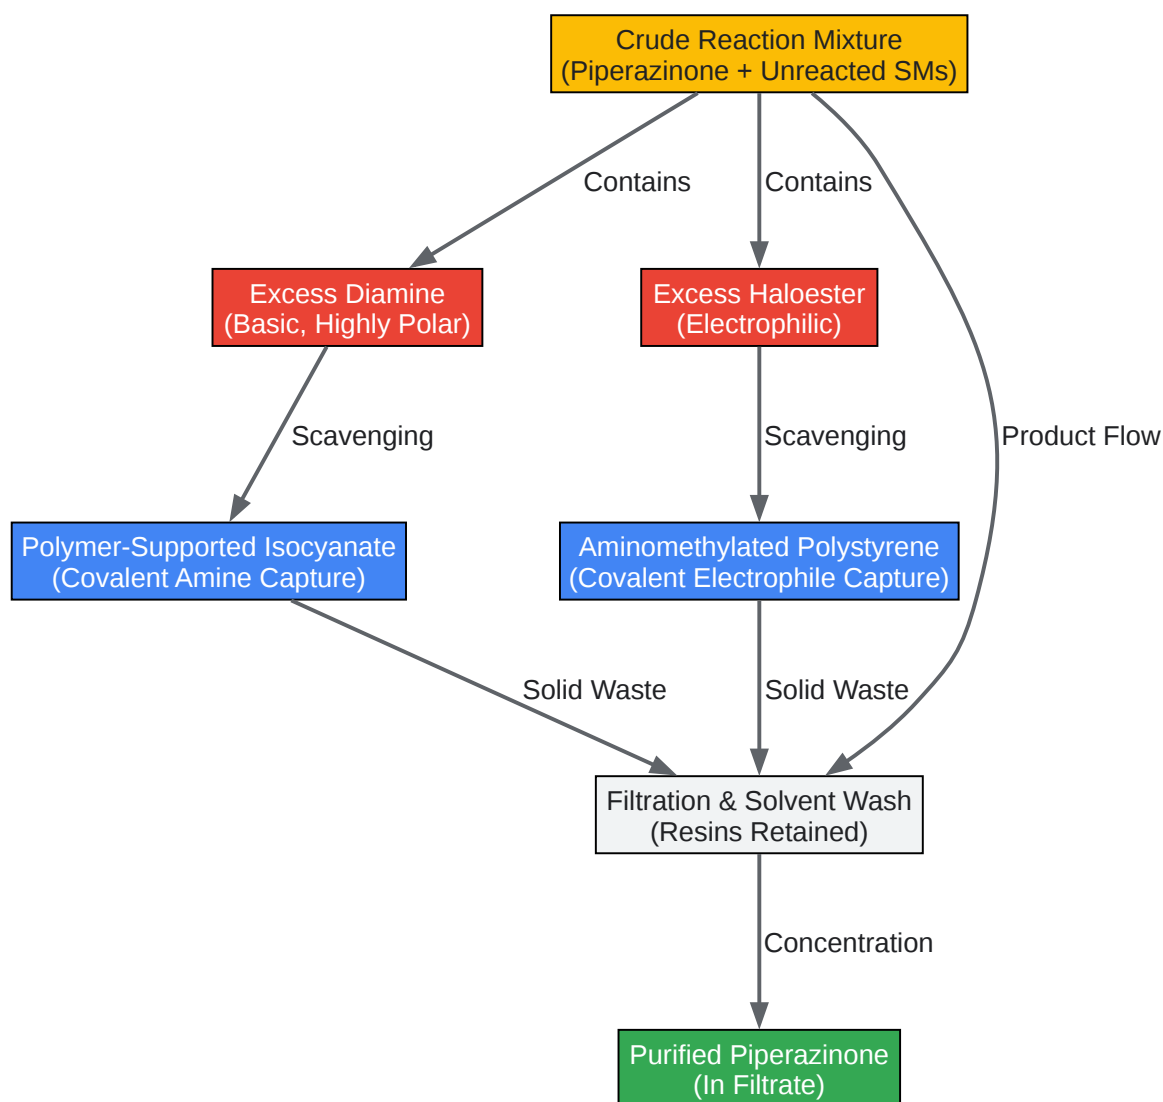 Crude Reaction Mixture
(Piperazinone + Unreacted SMs)
Contains
Contains
Excess Diamine
(Basic, Highly Polar)
Excess Haloester
(Electrophilic)
Scavenging
Scavenging
Product Flow
Polymer-Supported Isocyanate
(Covalent Amine Capture)
Aminomethylated Polystyrene
(Covalent Electrophile Capture)
Solid Waste
Solid Waste
Filtration & Solvent Wash
(Resins Retained)
Concentration
Purified Piperazinone
(In Filtrate)